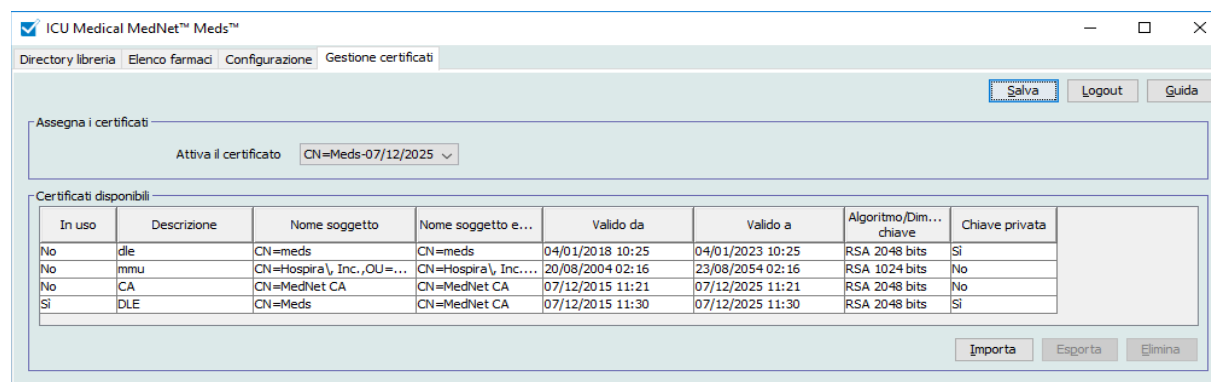 ICU Medical MedNet™ Meds™
Directory libreria Elenco farmaci Configurazione Gestione certificati
Salva Logout Guida
Assegna i certificati
Attiva il certificato CN=Meds-07/12/2025
Certificati disponibili
In uso Descrizione Nome soggetto Nome soggetto e... Valido da Valido a Algoritmo/Dim... chiave Chiave privata
No dle CN=meds CN=meds 04/01/2018 10:25 04/01/2023 10:25 RSA 2048 bits Sì
No mmu CN=Hospira\, Inc.,OU=... CN=Hospira\, Inc.... 20/08/2004 02:16 23/08/2054 02:16 RSA 1024 bits No
No CA CN=MedNet CA CN=MedNet CA 07/12/2015 11:21 07/12/2025 11:21 RSA 2048 bits No
Sì DLE CN=Meds CN=MedNet CA 07/12/2015 11:30 07/12/2025 11:30 RSA 2048 bits Sì
Importa Esporta Elimina